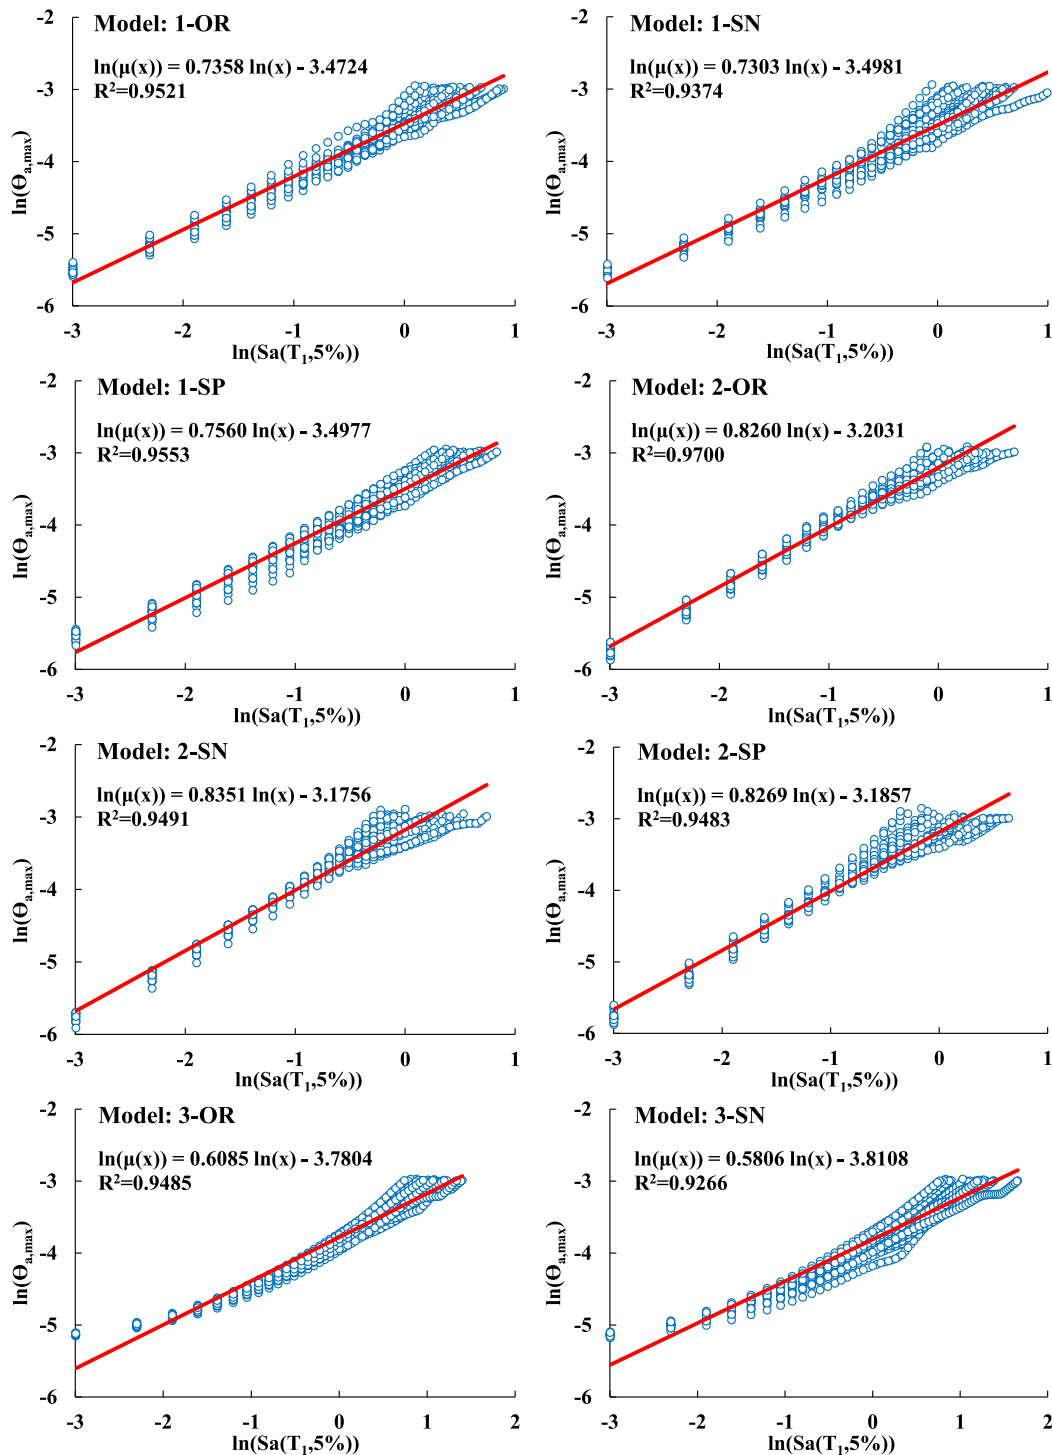 Model: 1-OR
ln(μ(x)) = 0.7358 ln(x) - 3.4724
R²=0.9521
ln(Θa,max)
-2
-3
-4
-5
-6
-3 -2 -1 0 1
ln(Sa(T1,5%))
Model: 1-SN
ln(μ(x)) = 0.7303 ln(x) - 3.4981
R²=0.9374
ln(Θa,max)
-2
-3
-4
-5
-6
-3 -2 -1 0 1
ln(Sa(T1,5%))
Model: 1-SP
ln(μ(x)) = 0.7560 ln(x) - 3.4977
R²=0.9553
ln(Θa,max)
-2
-3
-4
-5
-6
-3 -2 -1 0 1
ln(Sa(T1,5%))
Model: 2-OR
ln(μ(x)) = 0.8260 ln(x) - 3.2031
R²=0.9700
ln(Θa,max)
-2
-3
-4
-5
-6
-3 -2 -1 0 1
ln(Sa(T1,5%))
Model: 2-SN
ln(μ(x)) = 0.8351 ln(x) - 3.1756
R²=0.9491
ln(Θa,max)
-2
-3
-4
-5
-6
-3 -2 -1 0 1
ln(Sa(T1,5%))
Model: 2-SP
ln(μ(x)) = 0.8269 ln(x) - 3.1857
R²=0.9483
ln(Θa,max)
-2
-3
-4
-5
-6
-3 -2 -1 0 1
ln(Sa(T1,5%))
Model: 3-OR
ln(μ(x)) = 0.6085 ln(x) - 3.7804
R²=0.9485
ln(Θa,max)
-2
-3
-4
-5
-6
-3 -2 -1 0 1 2
ln(Sa(T1,5%))
Model: 3-SN
ln(μ(x)) = 0.5806 ln(x) - 3.8108
R²=0.9266
ln(Θa,max)
-2
-3
-4
-5
-6
-3 -2 -1 0 1 2
ln(Sa(T1,5%))